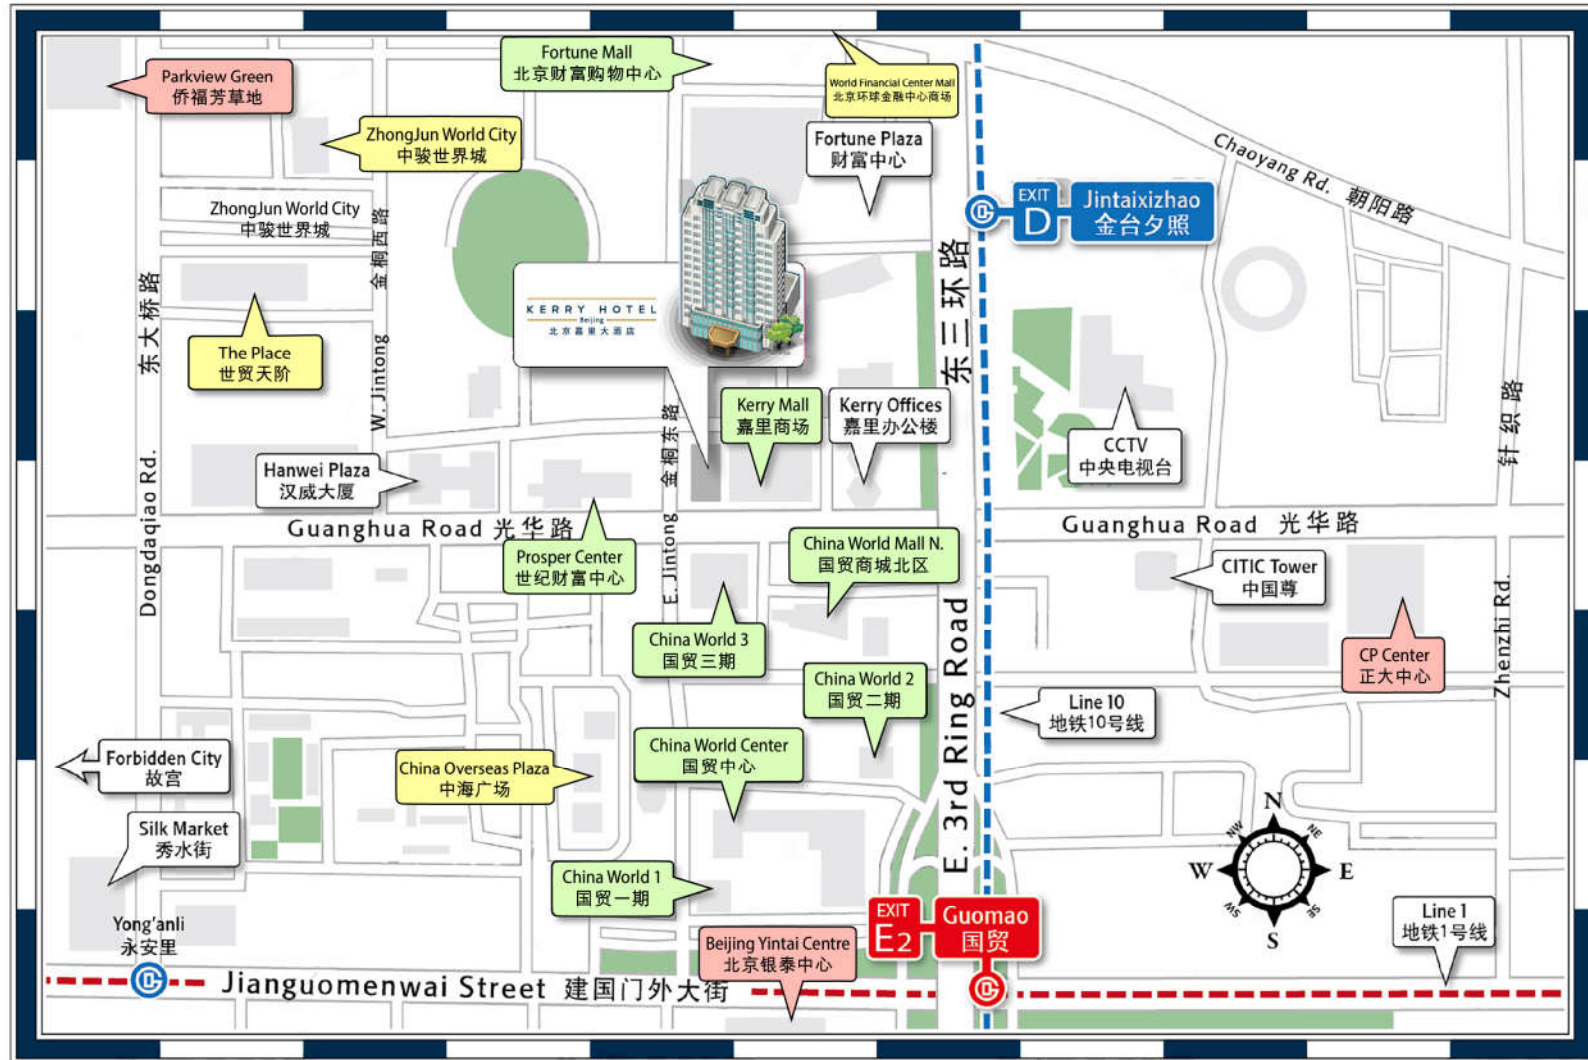 Parkview Green
侨福芳草地
Fortune Mall
北京财富购物中心
World Financial Center Mall
北京环球金融中心商场
ZhongJun World City
中骏世界城
Fortune Plaza
财富中心
Chaoyang Rd. 朝阳路
EXIT
D
Jintaixizhao
金台夕照
ZhongJun World City
中骏世界城
金桐西路
W. Jintong
东大桥路
Dongdaqiao Rd.
KERRY HOTEL
Beijing
北京嘉里大酒店
东三环路
E. 3rd Ring Road
The Place
世贸天阶
Kerry Mall
嘉里商场
Kerry Offices
嘉里办公楼
金桐东路
E. Jintong
CCTV
中央电视台
针织路
Zhenzhi Rd.
Hanwei Plaza
汉威大厦
Guanghua Road 光华路
Guanghua Road 光华路
Prosper Center
世纪财富中心
China World Mall N.
国贸商城北区
CITIC Tower
中国尊
China World 3
国贸三期
CP Center
正大中心
China World 2
国贸二期
Line 10
地铁10号线
Forbidden City
故宫
China Overseas Plaza
中海广场
China World Center
国贸中心
Silk Market
秀水街
N
NW
NE
W
E
SW
SE
S
China World 1
国贸一期
EXIT
E2
Guomao
国贸
Line 1
地铁1号线
Yong'anli
永安里
Beijing Yintai Centre
北京银泰中心
Jianguomenwai Street 建国门外大街